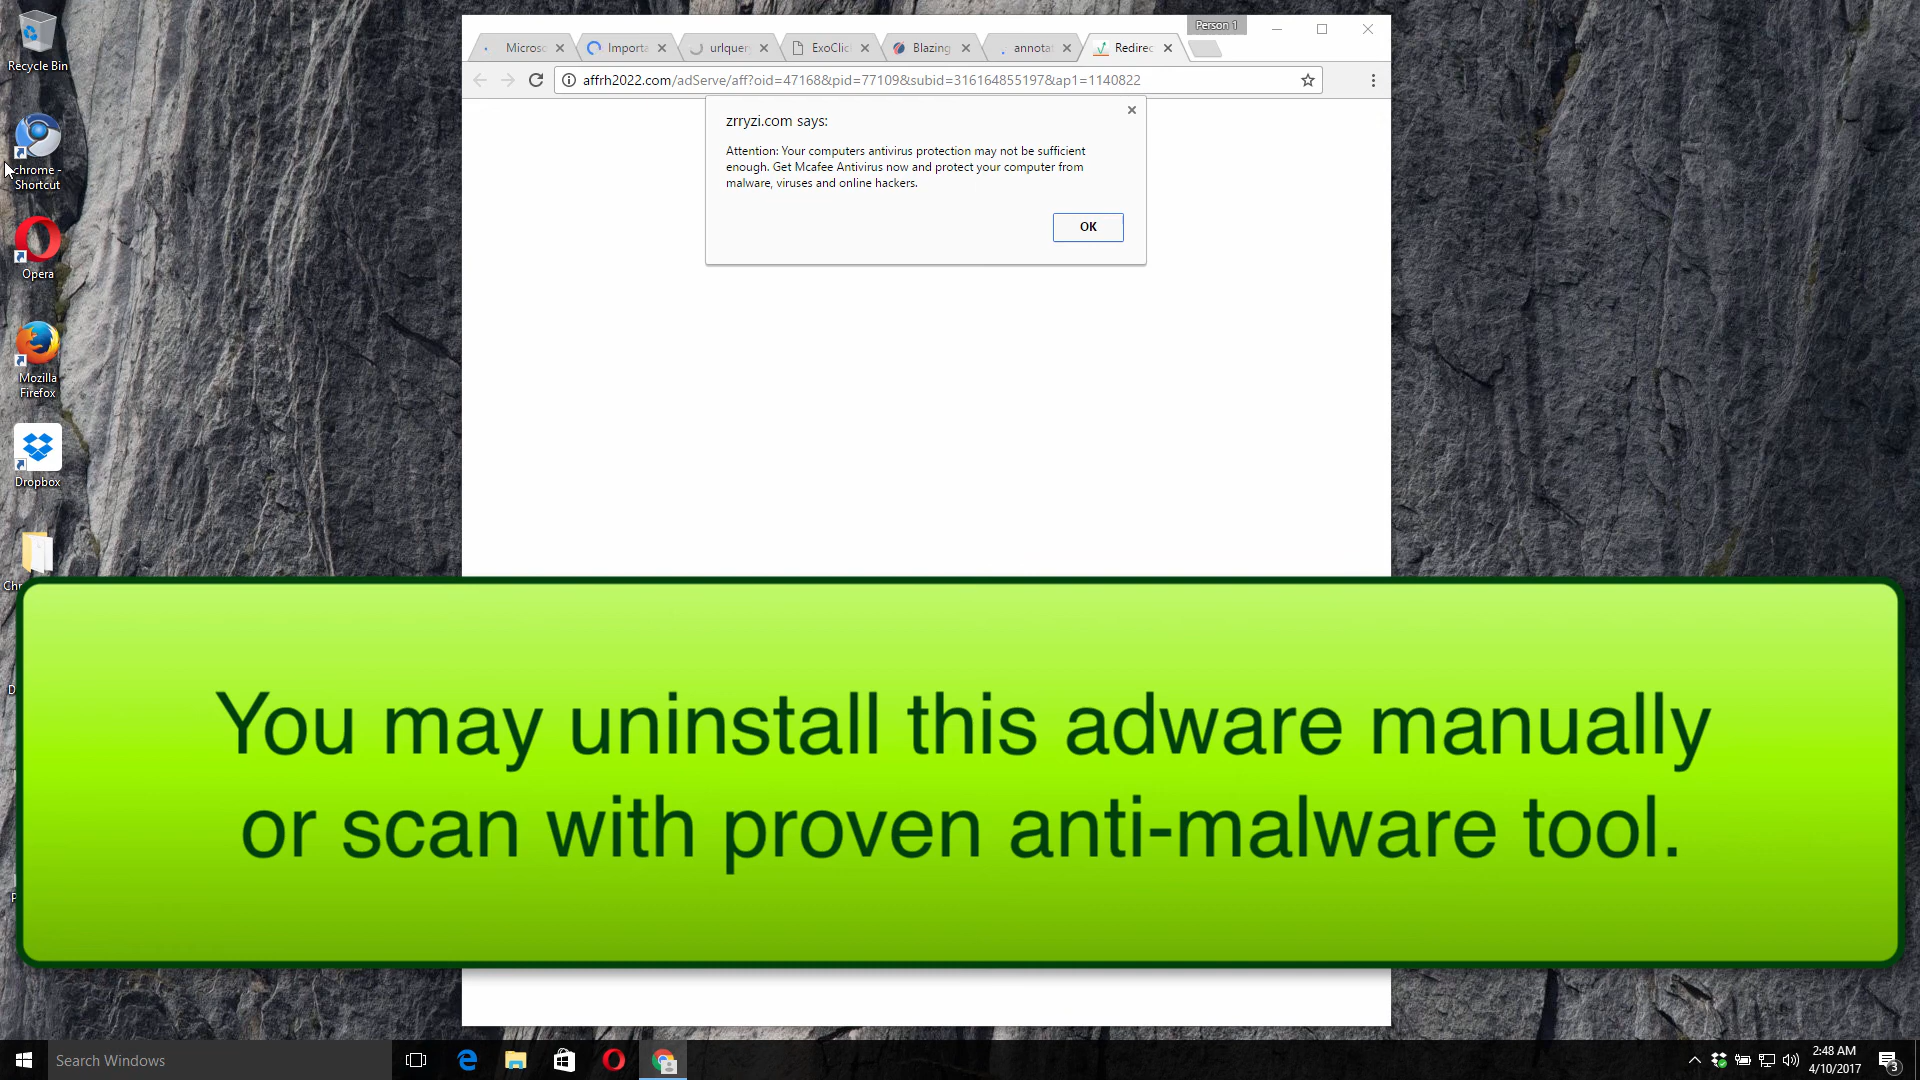 Recycle Bin
chrome -
Shortcut
Opera
Mozilla
Firefox
Dropbox
Person 1
Microso
Importa
urlquer
ExoClic
Blazing
annotat
Redirec
affrh2022.com/adServe/aff?oid=47168&pid=77109&subid=316164855197&ap1=1140822
zrryzi.com says:
Attention: Your computers antivirus protection may not be sufficient
enough. Get Mcafee Antivirus now and protect your computer from
malware, viruses and online hackers.
OK
You may uninstall this adware manually
or scan with proven anti-malware tool.
Search Windows
2:48 AM
4/10/2017
3